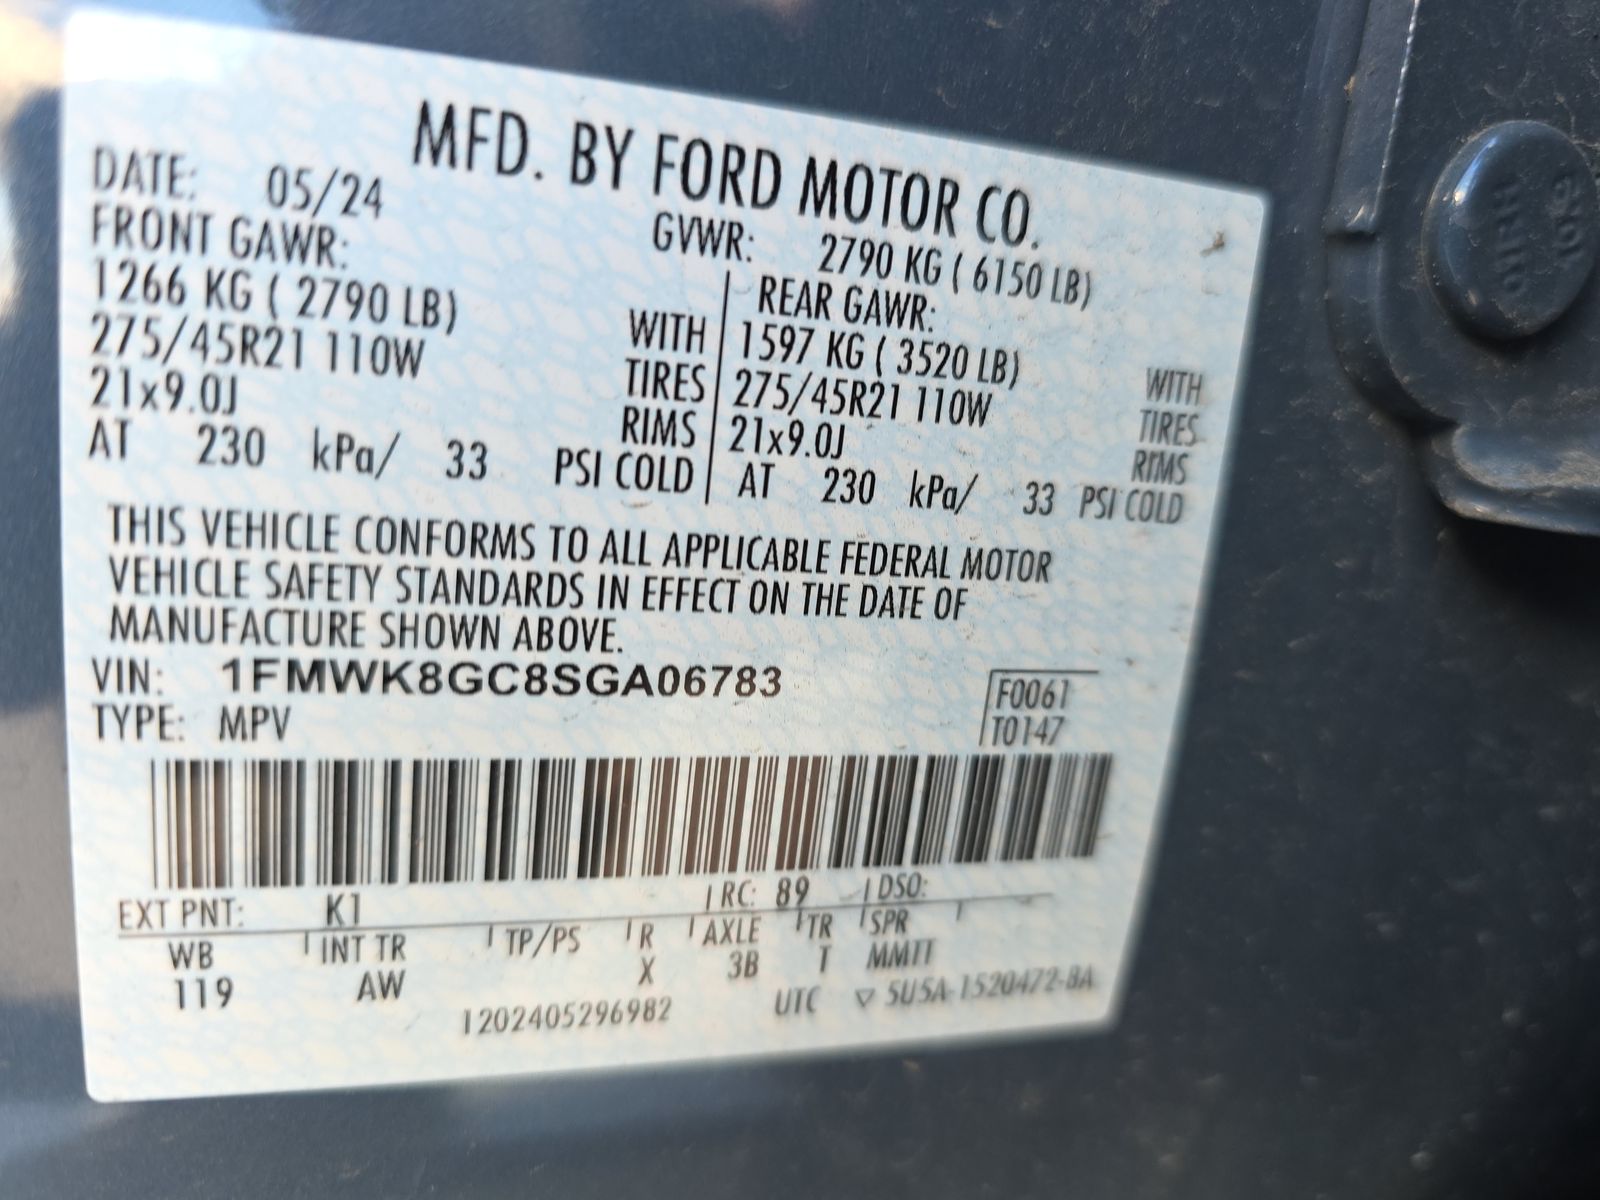 MFD. BY FORD MOTOR CO.
DATE: 05/24 GVWR: 2790 KG ( 6150 LB)
FRONT GAWR: REAR GAWR:
1266 KG ( 2790 LB) WITH 1597 KG ( 3520 LB) WITH
275/45R21 110W TIRES 275/45R21 110W TIRES
21x9.0J RIMS 21x9.0J RIMS
AT 230 kPa/ 33 PSI COLD AT 230 kPa/ 33 PSI COLD
THIS VEHICLE CONFORMS TO ALL APPLICABLE FEDERAL MOTOR
VEHICLE SAFETY STANDARDS IN EFFECT ON THE DATE OF
MANUFACTURE SHOWN ABOVE.
VIN: 1FMWK8GC8SGA06783 F0061
TYPE: MPV T0147
EXT PNT: K1 RC: 89 DSO:
WB INT TR TP/PS R AXLE TR SPR
119 AW X 3B T MMTT
1202405296982 UTC ▽ 5U5A-1520472-BA